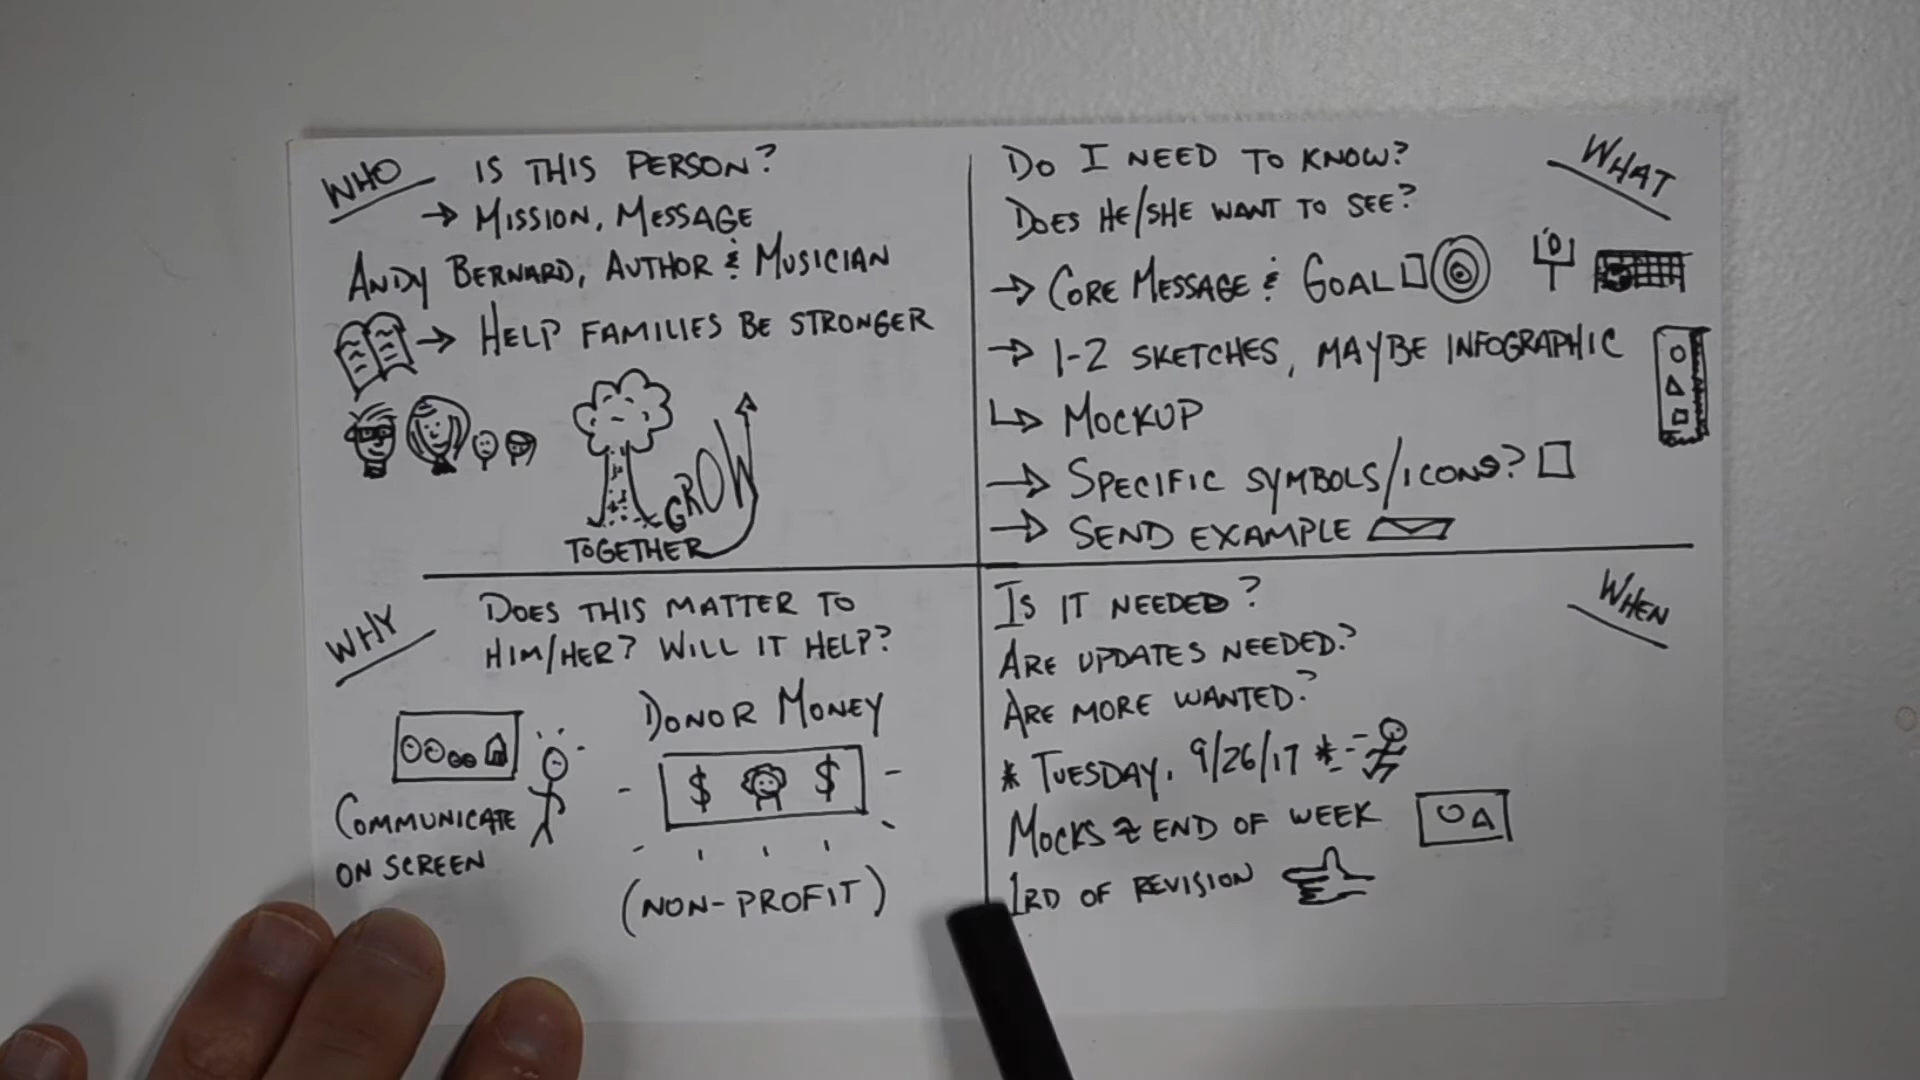 WHO IS THIS PERSON?
→ MISSION, MESSAGE
ANDY BERNARD, AUTHOR & MUSICIAN
→ HELP FAMILIES BE STRONGER
GROW
TOGETHER
WHAT
DO I NEED TO KNOW?
DOES HE/SHE WANT TO SEE?
→ CORE MESSAGE & GOAL
→ 1-2 SKETCHES, MAYBE INFOGRAPHIC
↳ MOCKUP
→ SPECIFIC SYMBOLS/ICONS?
→ SEND EXAMPLE
WHY DOES THIS MATTER TO
HIM/HER? WILL IT HELP?
COMMUNICATE
ON SCREEN
DONOR MONEY
$ $
(NON-PROFIT)
WHEN
IS IT NEEDED?
ARE UPDATES NEEDED?
ARE MORE WANTED?
* TUESDAY, 9/26/17 *
MOCKS ≈ END OF WEEK
1RD OF REVISION